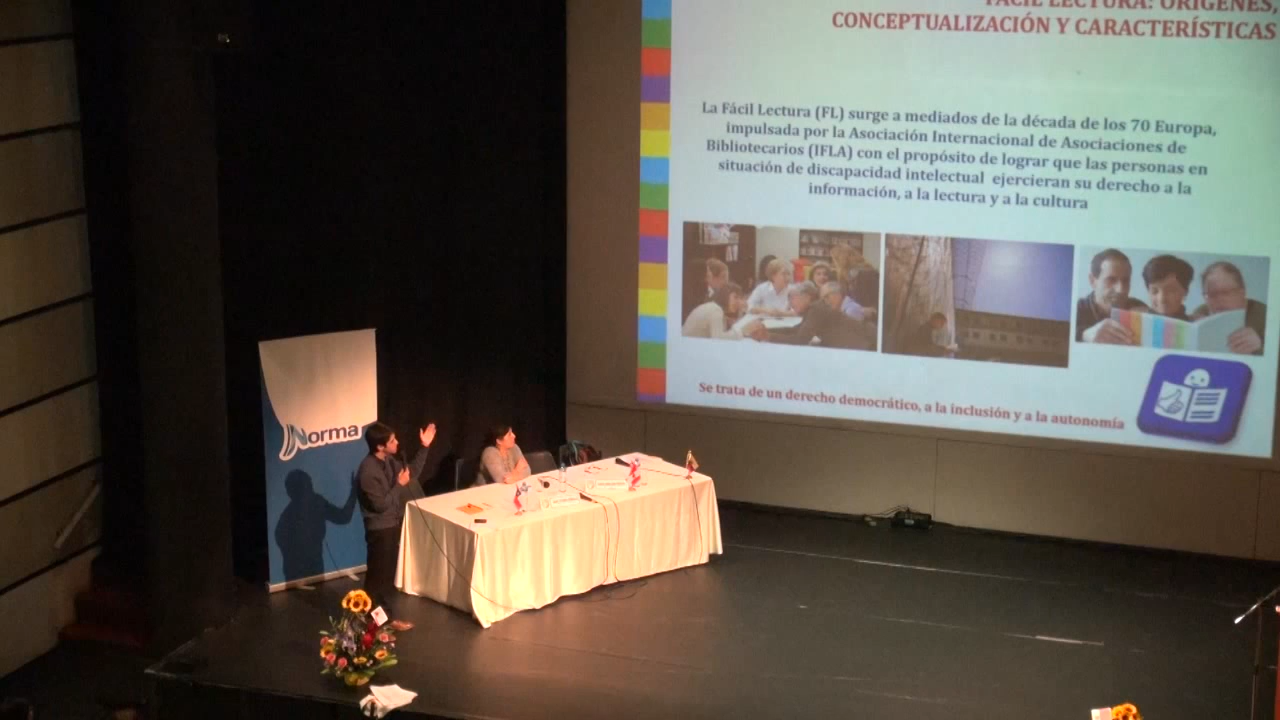 FÁCIL LECTURA: ORÍGENES,
CONCEPTUALIZACIÓN Y CARACTERÍSTICAS
La Fácil Lectura (FL) surge a mediados de la década de los 70 Europa,
impulsada por la Asociación Internacional de Asociaciones de
Bibliotecarios (IFLA) con el propósito de lograr que las personas en
situación de discapacidad intelectual ejercieran su derecho a la
información, a la lectura y a la cultura
Se trata de un derecho democrático, a la inclusión y a la autonomía
Norma